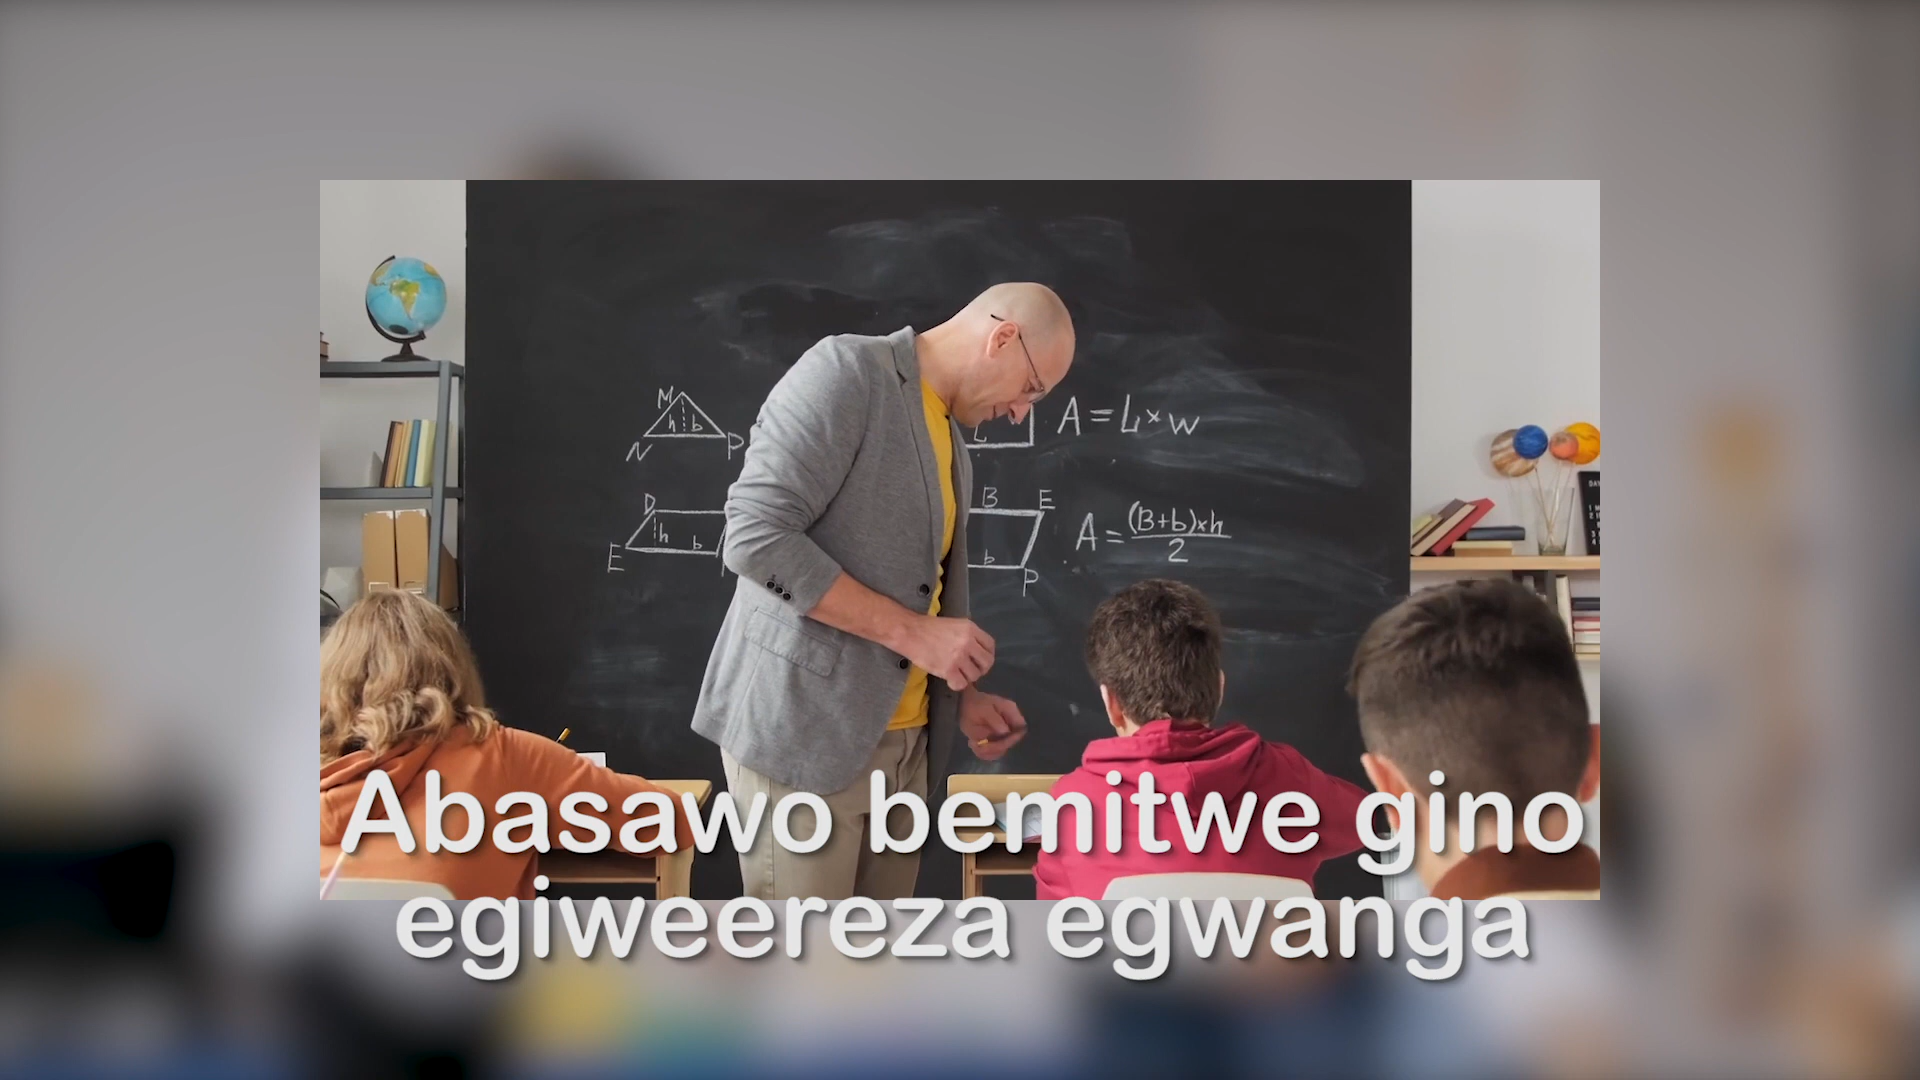 M
h b
N P
L
A = L × w
D
h b
E
B E
b
P
A = (B+b)×h
2
Abasawo bemitwe gino
egiweereza egwanga